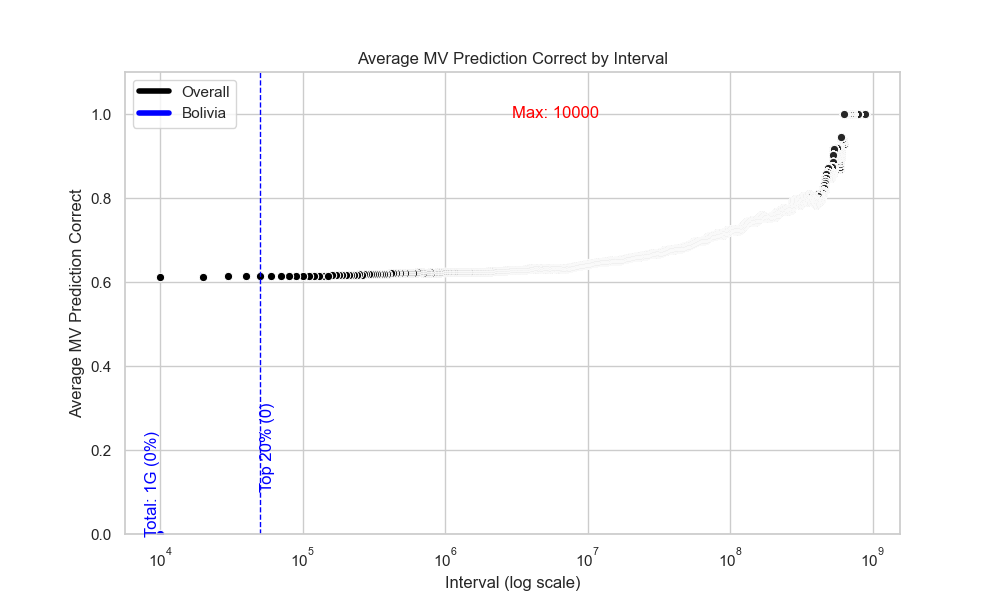 Average MV Prediction Correct by Interval
Overall
Bolivia
Max: 10000
Average MV Prediction Correct
1.0
0.8
0.6
0.4
0.2
0.0
Total: 1G (0%)
Top 20% (0)
10^4
10^5
10^6
10^7
10^8
10^9
Interval (log scale)